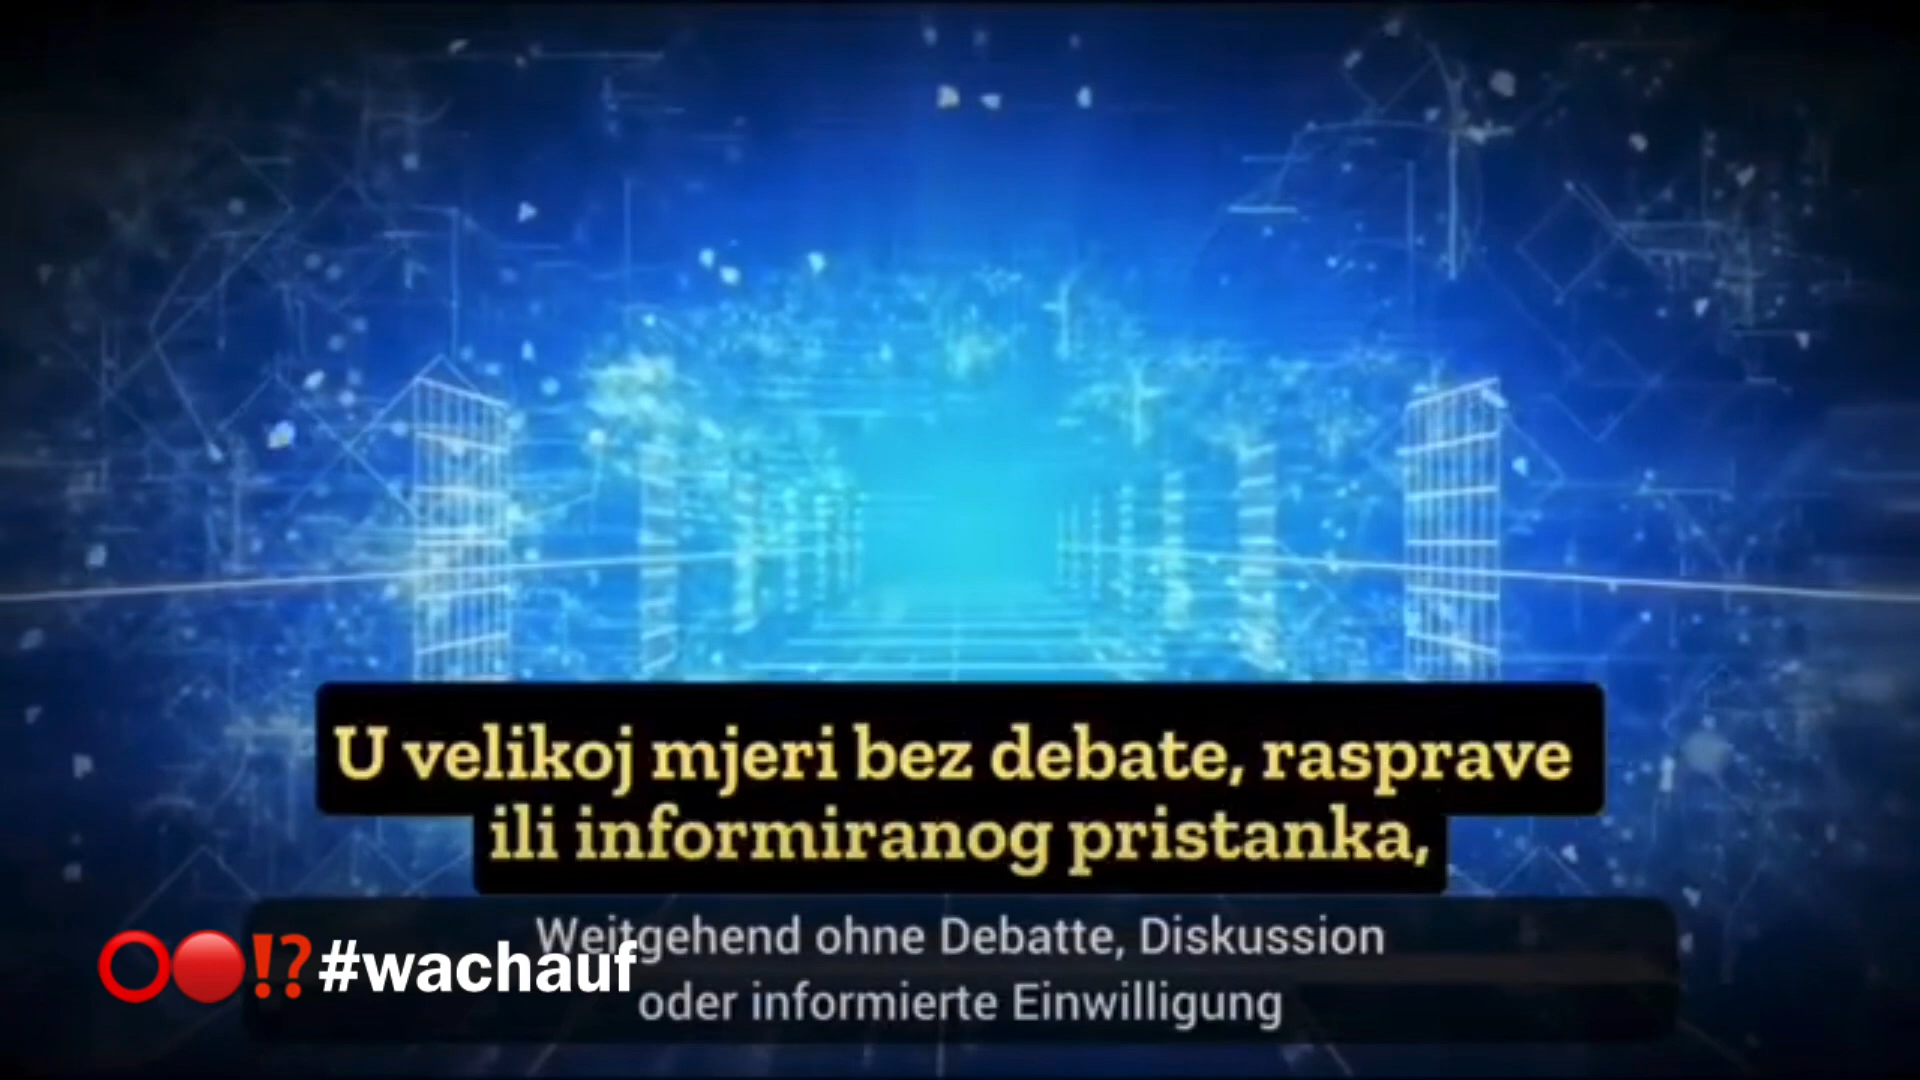 U velikoj mjeri bez debate, rasprave
ili informiranog pristanka,
Weitgehend ohne Debatte, Diskussion
oder informierte Einwilligung
⭕🔴⁉️#wachauf